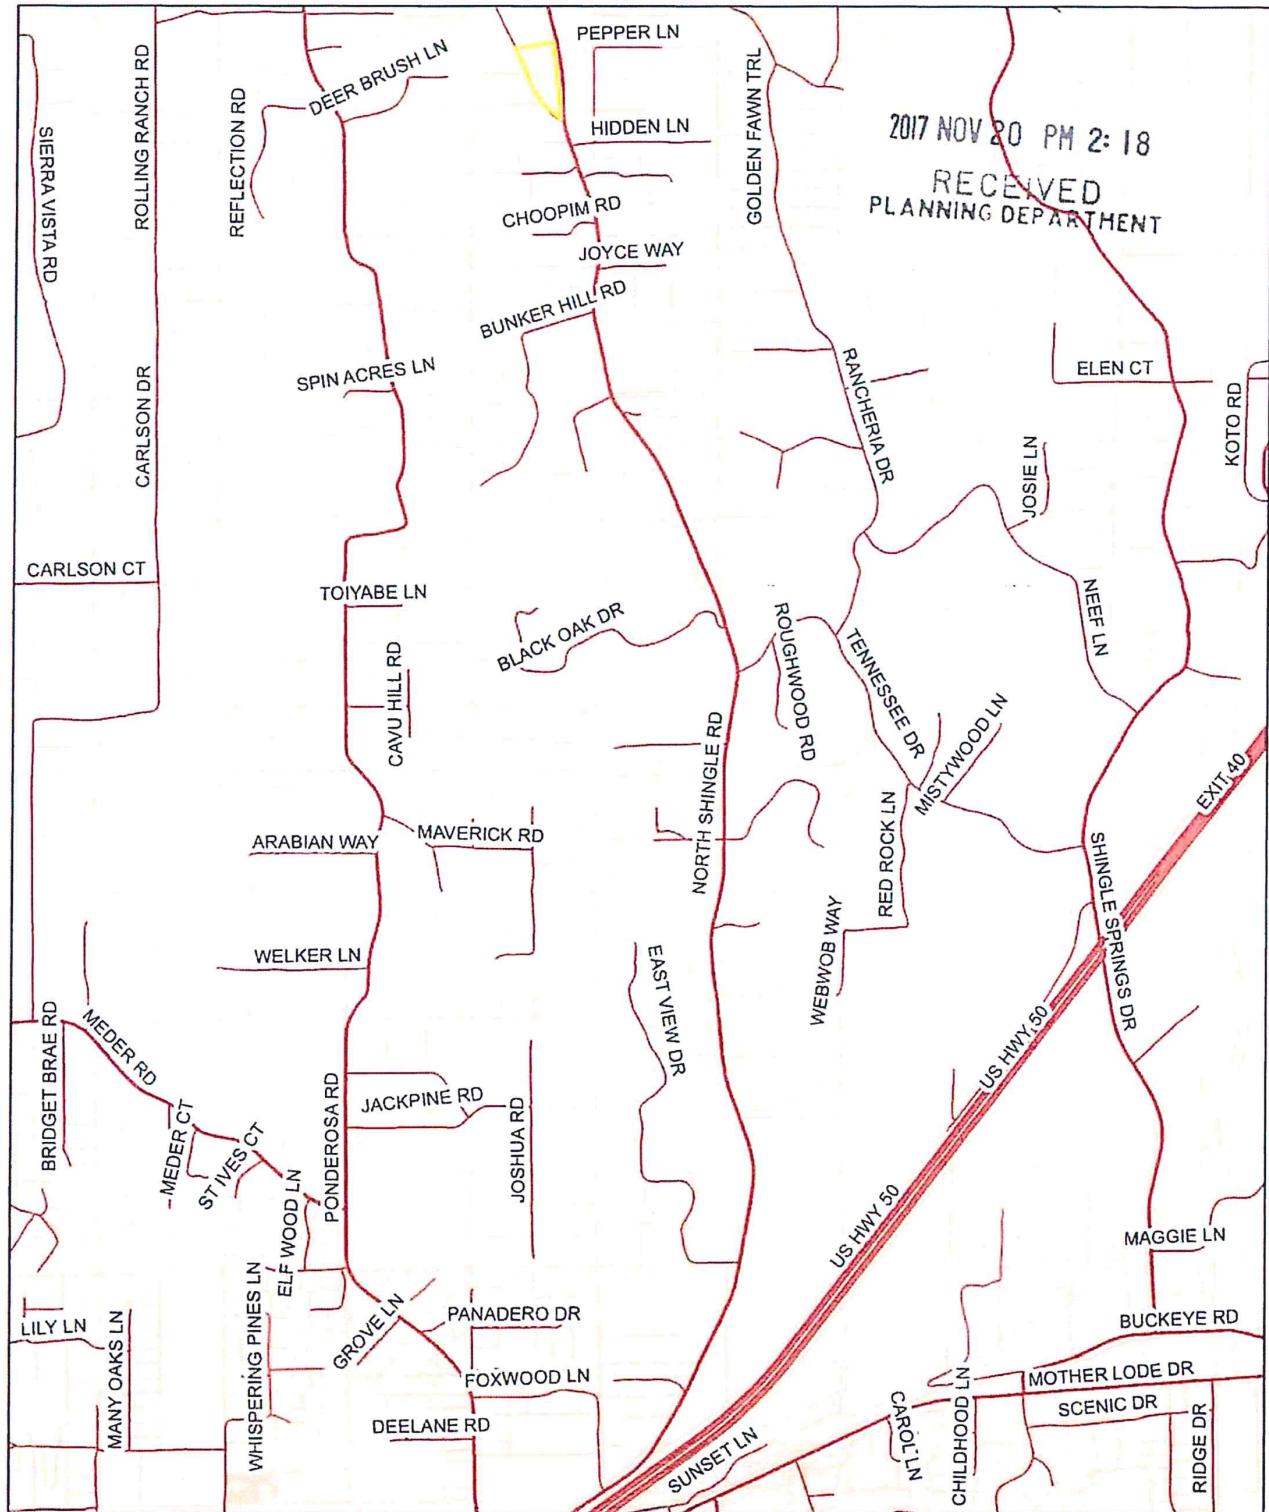 PEPPER LN
DEER BRUSH LN
ROLLING RANCH RD
REFLECTION RD
SIERRA VISTA RD
HIDDEN LN
GOLDEN FAWN TRL
2017 NOV 20 PM 2:18
RECEIVED
PLANNING DEPARTMENT
CHOOPIM RD
JOYCE WAY
BUNKER HILL RD
SPIN ACRES LN
CARLSON DR
RANCHERIA DR
ELEN CT
KOTO RD
JOSIE LN
CARLSON CT
TOIYABE LN
BLACK OAK DR
ROUGHWOOD RD
TENNESSEE DR
NEEF LN
CAVU HILL RD
NORTH SHINGLE RD
MISTYWOOD LN
EXIT 40
ARABIAN WAY
MAVERICK RD
RED ROCK LN
SHINGLE SPRINGS DR
WELKER LN
EAST VIEW DR
WEBWOB WAY
US HWY 50
BRIDGET BRAE RD
MEDER RD
MEDER CT
ST IVES CT
ELF WOOD LN
PONDEROSA RD
JACKPINE RD
JOSHUA RD
US HWY 50
MAGGIE LN
LILY LN
MANY OAKS LN
WHISPERING PINES LN
GROVE LN
PANADERO DR
BUCKEYE RD
FOXWOOD LN
MOTHER LODE DR
DEELANE RD
SUNSET LN
CAROL LN
CHILDHOOD LN
SCENIC DR
RIDGE DR